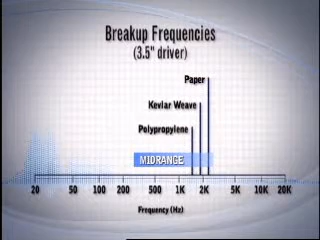 Breakup Frequencies
(3.5" driver)
Paper
Kevlar Weave
Polypropylene
MIDRANGE
20 50 100 200 500 1K 2K 5K 10K 20K
Frequency (Hz)